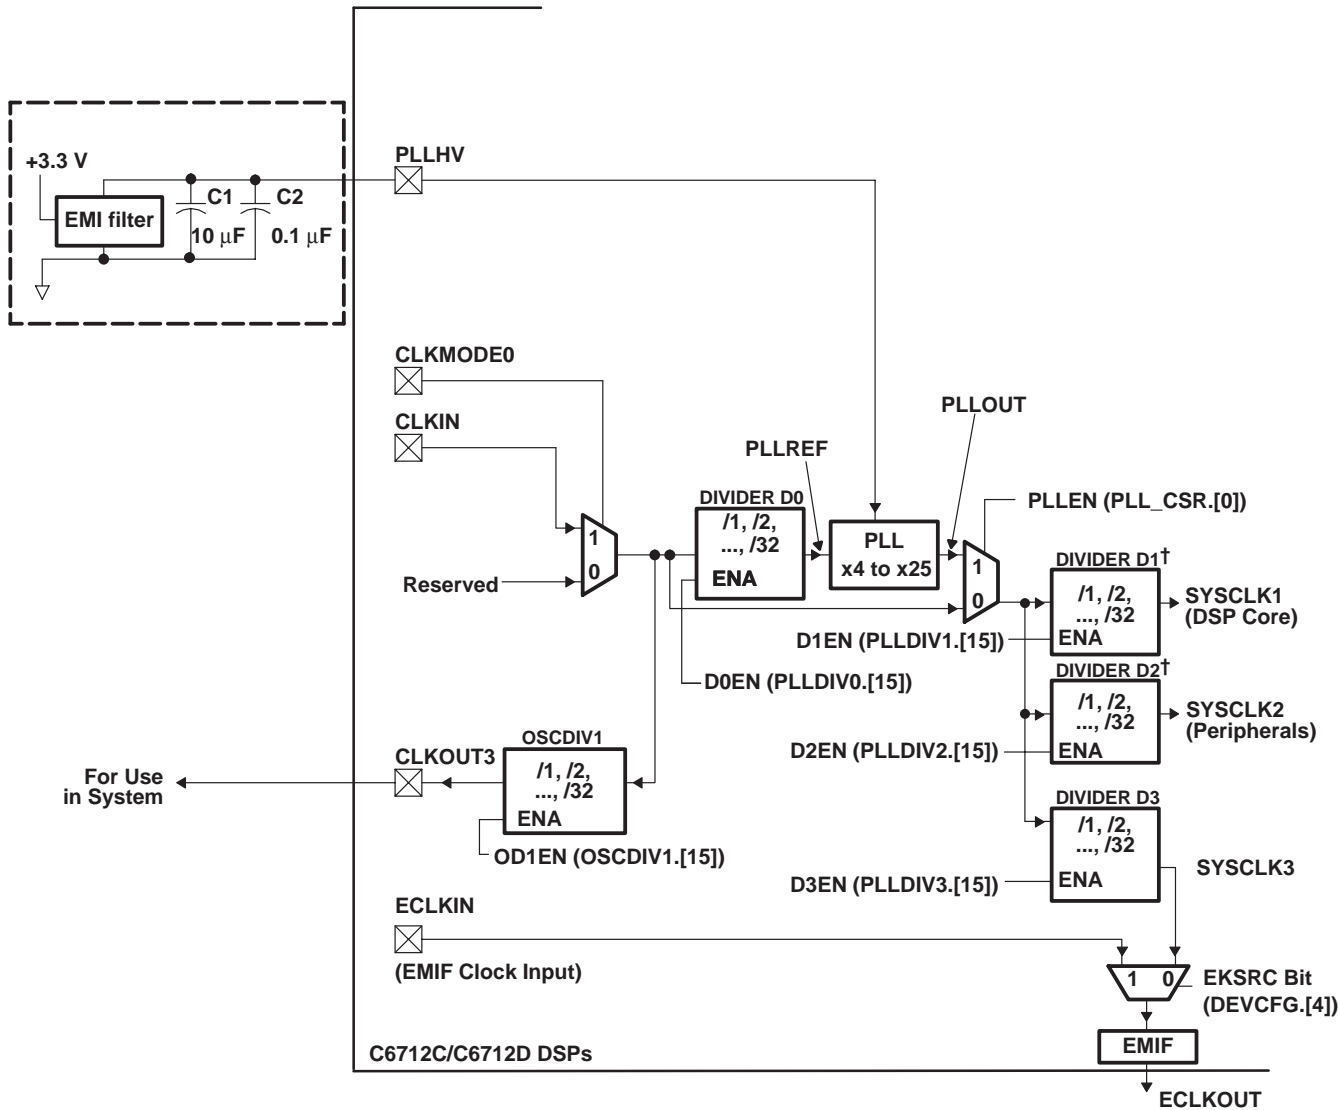 +3.3 V
EMI filter
C1
C2
10 µF
0.1 µF
PLLHV
CLKMODE0
CLKIN
Reserved
1
0
DIVIDER D0
/1, /2,
..., /32
ENA
PLLREF
PLL
x4 to x25
PLLOUT
PLLEN (PLL_CSR.[0])
1
0
DIVIDER D1†
/1, /2,
..., /32
ENA
SYSCLK1
(DSP Core)
D1EN (PLLDIV1.[15])
D0EN (PLLDIV0.[15])
DIVIDER D2†
/1, /2,
..., /32
ENA
SYSCLK2
(Peripherals)
D2EN (PLLDIV2.[15])
For Use
in System
CLKOUT3
OSCDIV1
/1, /2,
..., /32
ENA
OD1EN (OSCDIV1.[15])
DIVIDER D3
/1, /2,
..., /32
ENA
SYSCLK3
D3EN (PLLDIV3.[15])
ECLKIN
(EMIF Clock Input)
1 0
EKSRC Bit
(DEVCFG.[4])
EMIF
C6712C/C6712D DSPs
ECLKOUT